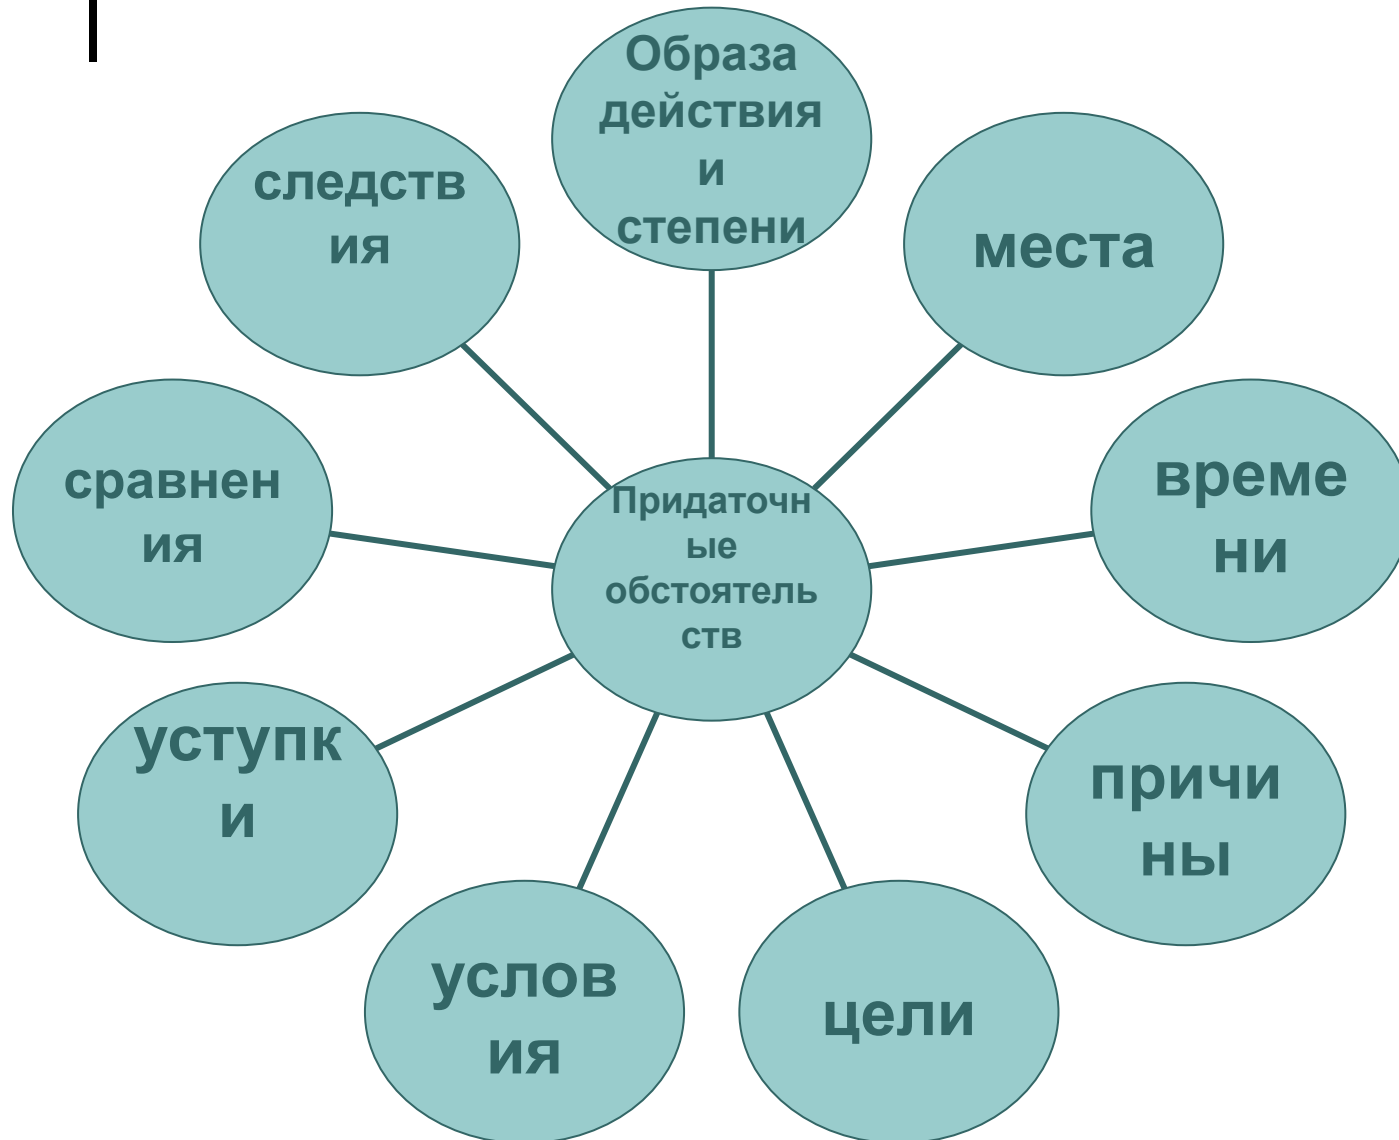 Образа
действия
и
степени
места
време
ни
причи
ны
цели
услов
ия
уступк
и
сравнен
ия
следств
ия
Придаточн
ые
обстоятель
ств